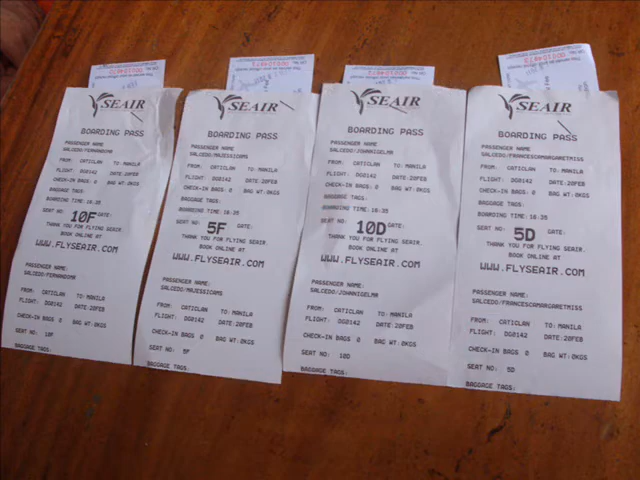 SEAIR
BOARDING PASS
PASSENGER NAME
SALCEDO/FERNANDOMR
FROM: CATICLAN TO: MANILA
FLIGHT: DG0142 DATE:20FEB
CHECK-IN BAGS: 0 BAG WT:0KGS
BAGGAGE TAGS:
BOARDING TIME: 16:35
SEAT NO: 10F GATE:
THANK YOU FOR FLYING SEAIR.
BOOK ONLINE AT
WWW.FLYSEAIR.COM
PASSENGER NAME:
SALCEDO/FERNANDOMR
FROM: CATICLAN TO: MANILA
FLIGHT: DG0142 DATE:20FEB
CHECK-IN BAGS 0 BAG WT:0KGS
SEAT NO: 10F
BAGGAGE TAGS:
SEAIR
BOARDING PASS
PASSENGER NAME
SALCEDO/MAJESSICAMS
FROM: CATICLAN TO: MANILA
FLIGHT: DG0142 DATE:20FEB
CHECK-IN BAGS: 0 BAG WT:0KGS
BAGGAGE TAGS:
BOARDING TIME: 16:35
SEAT NO: 5F GATE:
THANK YOU FOR FLYING SEAIR.
BOOK ONLINE AT
WWW.FLYSEAIR.COM
PASSENGER NAME:
SALCEDO/MAJESSICAMS
FROM: CATICLAN TO: MANILA
FLIGHT: DG0142 DATE:20FEB
CHECK-IN BAGS 0 BAG WT:0KGS
SEAT NO: 5F
BAGGAGE TAGS:
SEAIR
BOARDING PASS
PASSENGER NAME
SALCEDO/JOHNNIGELMR
FROM: CATICLAN TO: MANILA
FLIGHT: DG0142 DATE:20FEB
CHECK-IN BAGS: 0 BAG WT:0KGS
BAGGAGE TAGS:
BOARDING TIME: 16:35
SEAT NO: 10D GATE:
THANK YOU FOR FLYING SEAIR.
BOOK ONLINE AT
WWW.FLYSEAIR.COM
PASSENGER NAME:
SALCEDO/JOHNNIGELMR
FROM: CATICLAN TO: MANILA
FLIGHT: DG0142 DATE:20FEB
CHECK-IN BAGS 0 BAG WT:0KGS
SEAT NO: 10D
BAGGAGE TAGS:
SEAIR
BOARDING PASS
PASSENGER NAME
SALCEDO/FRANCESCAMARGARETMISS
FROM: CATICLAN TO: MANILA
FLIGHT: DG0142 DATE:20FEB
CHECK-IN BAGS: 0 BAG WT:0KGS
BAGGAGE TAGS:
BOARDING TIME: 16:35
SEAT NO: 5D GATE:
THANK YOU FOR FLYING SEAIR.
BOOK ONLINE AT
WWW.FLYSEAIR.COM
PASSENGER NAME:
SALCEDO/FRANCESCAMARGARETMISS
FROM: CATICLAN TO: MANILA
FLIGHT: DG0142 DATE:20FEB
CHECK-IN BAGS 0 BAG WT:0KGS
SEAT NO: 5D
BAGGAGE TAGS: